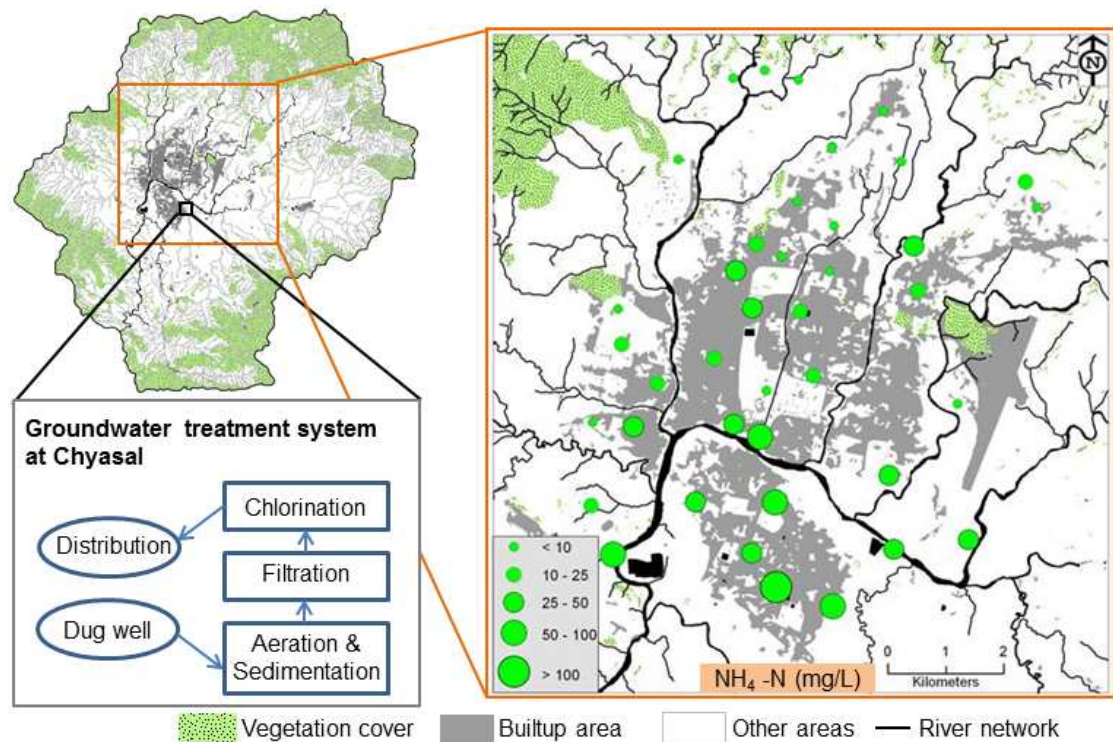 N
Groundwater treatment system
at Chyasal
Chlorination
Distribution
Filtration
Dug well
Aeration &
Sedimentation
< 10
10 - 25
25 - 50
50 - 100
> 100
NH4 -N (mg/L)
0 1 2
Kilometers
Vegetation cover
Builtup area
Other areas
River network